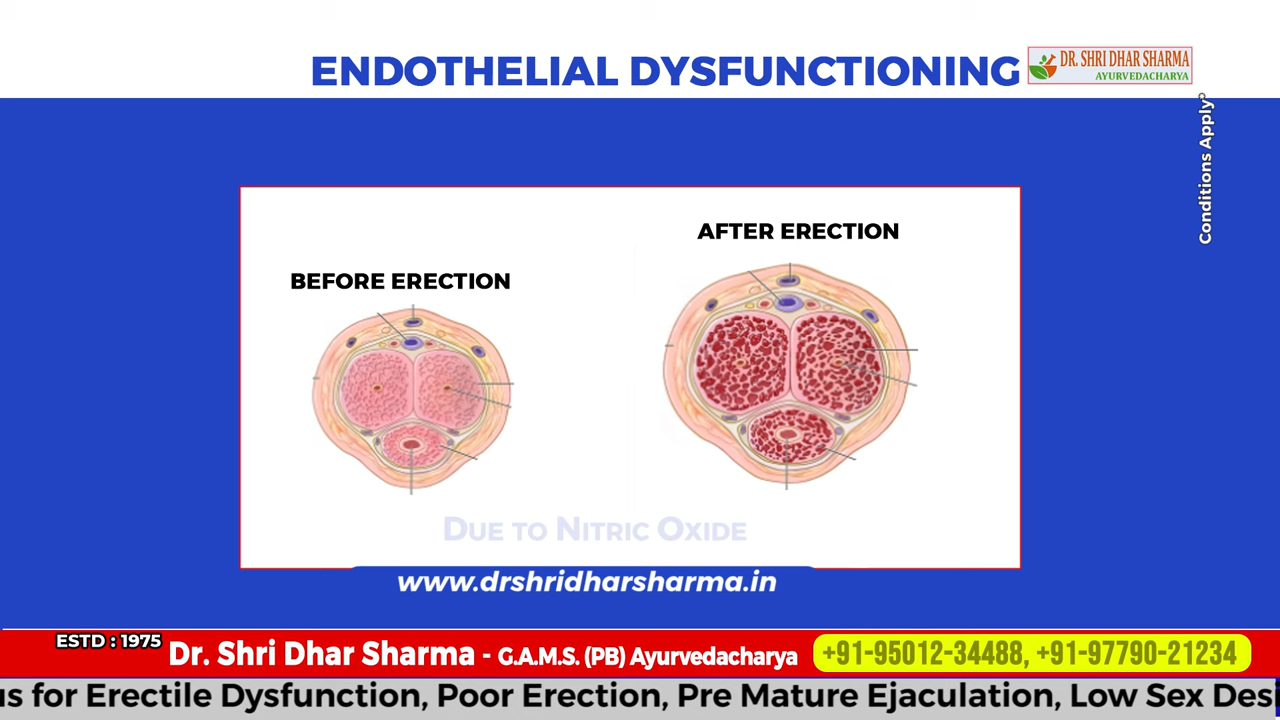 ENDOTHELIAL DYSFUNCTIONING
DR. SHRI DHAR SHARMA
AYURVEDACHARYA
Conditions Apply°
BEFORE ERECTION
AFTER ERECTION
DUE TO NITRIC OXIDE
www.drshridharsharma.in
ESTD : 1975
Dr. Shri Dhar Sharma - G.A.M.S. (PB) Ayurvedacharya
+91-95012-34488, +91-97790-21234
us for Erectile Dysfunction, Poor Erection, Pre Mature Ejaculation, Low Sex Des